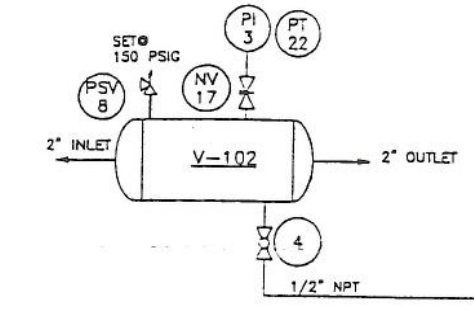 PI
3
PT
22
SET@
150 PSIG
PSV
8
NV
17
2" INLET
V-102
2" OUTLET
4
1/2" NPT